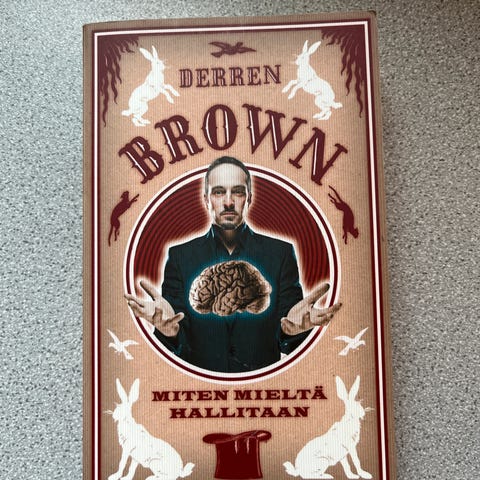 DERREN
BROWN
MITEN MIELTÄ
HALLITAAN